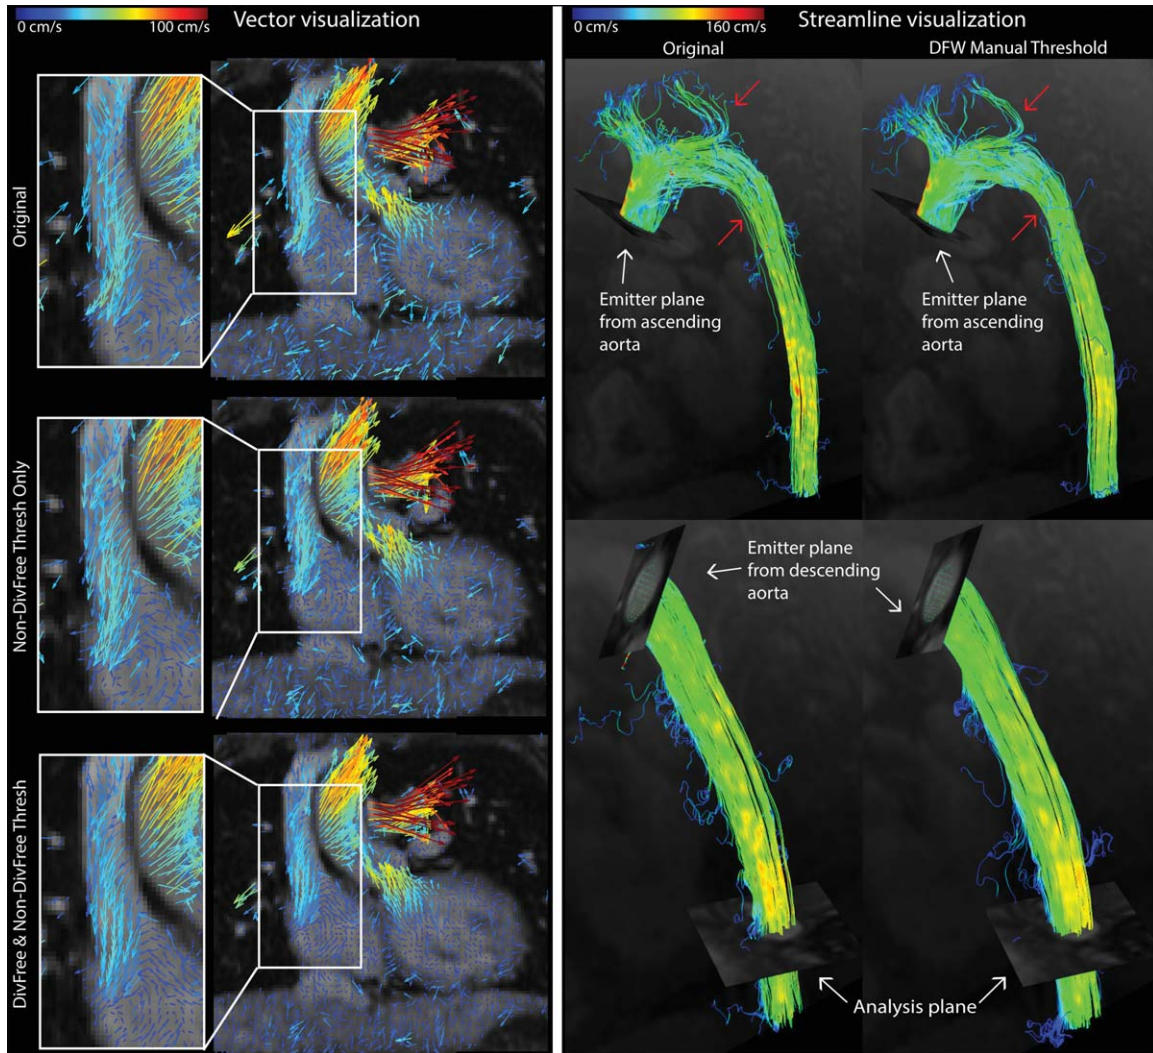 Vector visualization
0 cm/s
100 cm/s
Original
Non-DivFree Thresh Only
DivFree & Non-DivFree Thresh
Streamline visualization
0 cm/s
160 cm/s
Original
DFW Manual Threshold
Emitter plane
from ascending
aorta
Emitter plane
from ascending
aorta
Emitter plane
from descending
aorta
Analysis plane